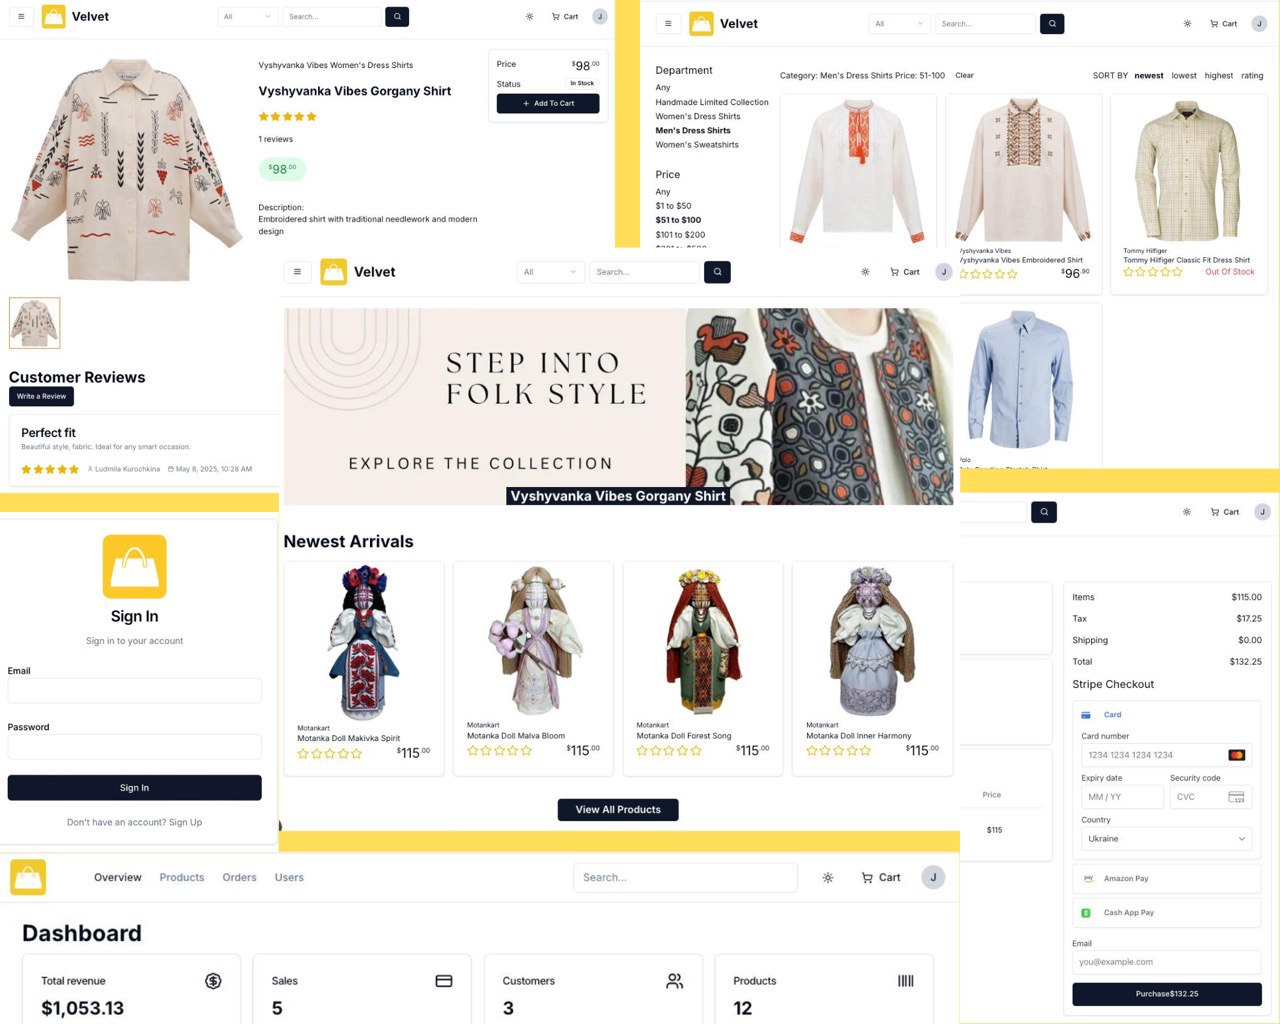 Velvet
All
Search...
Cart
J
Vyshyvanka Vibes Women's Dress Shirts
Vyshyvanka Vibes Gorgany Shirt
1 reviews
$98.00
Description:
Embroidered shirt with traditional needlework and modern
design
Price
$98.00
Status
In Stock
+ Add To Cart
Customer Reviews
Write a Review
Perfect fit
Beautiful style, fabric. Ideal for any smart occasion.
Ludmila Kurochkina
May 8, 2025, 10:28 AM
Velvet
All
Search...
Cart
J
Department
Any
Handmade Limited Collection
Women's Dress Shirts
Men's Dress Shirts
Women's Sweatshirts
Price
Any
$1 to $50
$51 to $100
$101 to $200
Category: Men's Dress Shirts Price: 51-100
Clear
SORT BY newest lowest highest rating
Vyshyvanka Vibes
Vyshyvanka Vibes Embroidered Shirt
$96.90
Tommy Hilfiger
Tommy Hilfiger Classic Fit Dress Shirt
Out Of Stock
Polo
Velvet
All
Search...
Cart
J
STEP INTO
FOLK STYLE
EXPLORE THE COLLECTION
Vyshyvanka Vibes Gorgany Shirt
Newest Arrivals
Motankart
Motanka Doll Makivka Spirit
$115.00
Motankart
Motanka Doll Malva Bloom
$115.00
Motankart
Motanka Doll Forest Song
$115.00
Motankart
Motanka Doll Inner Harmony
$115.00
View All Products
Sign In
Sign in to your account
Email
Password
Sign In
Don't have an account? Sign Up
Cart
J
Price
$115
Items $115.00
Tax $17.25
Shipping $0.00
Total $132.25
Stripe Checkout
Card
Card number
1234 1234 1234 1234
Expiry date
MM / YY
Security code
CVC
Country
Ukraine
Amazon Pay
Cash App Pay
Email
you@example.com
Purchase$132.25
Overview
Products
Orders
Users
Search...
Cart
J
Dashboard
Total revenue
$1,053.13
Sales
5
Customers
3
Products
12